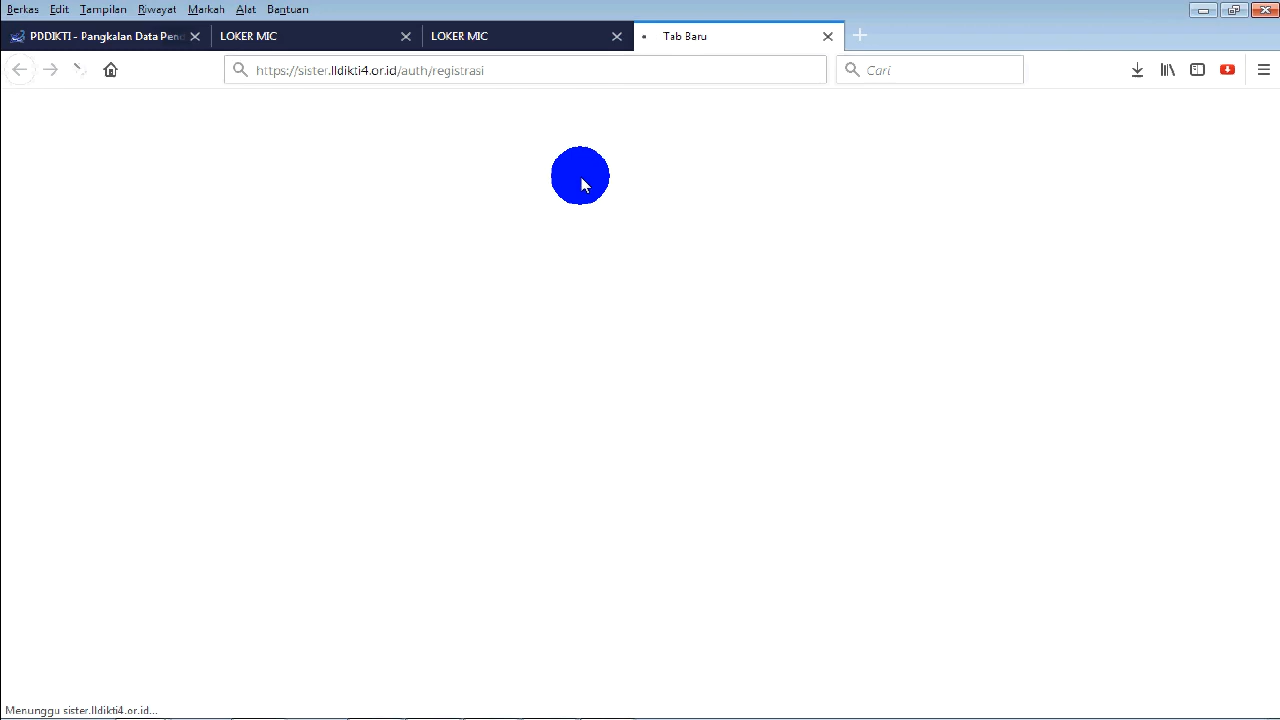 Berkas Edit Tampilan Riwayat Markah Alat Bantuan
PDDIKTI - Pangkalan Data Pend LOKER MIC LOKER MIC Tab Baru
https://sister.lldikti4.or.id/auth/registrasi Cari
Menunggu sister.lldikti4.or.id...